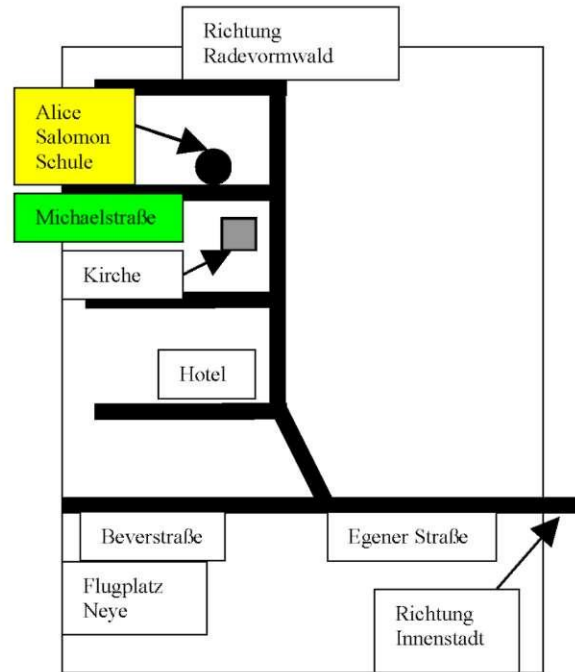 Richtung
Radevormwald
Alice
Salomon
Schule
Michaelstraße
Kirche
Hotel
Beverstraße
Egener Straße
Flugplatz
Neye
Richtung
Innenstadt